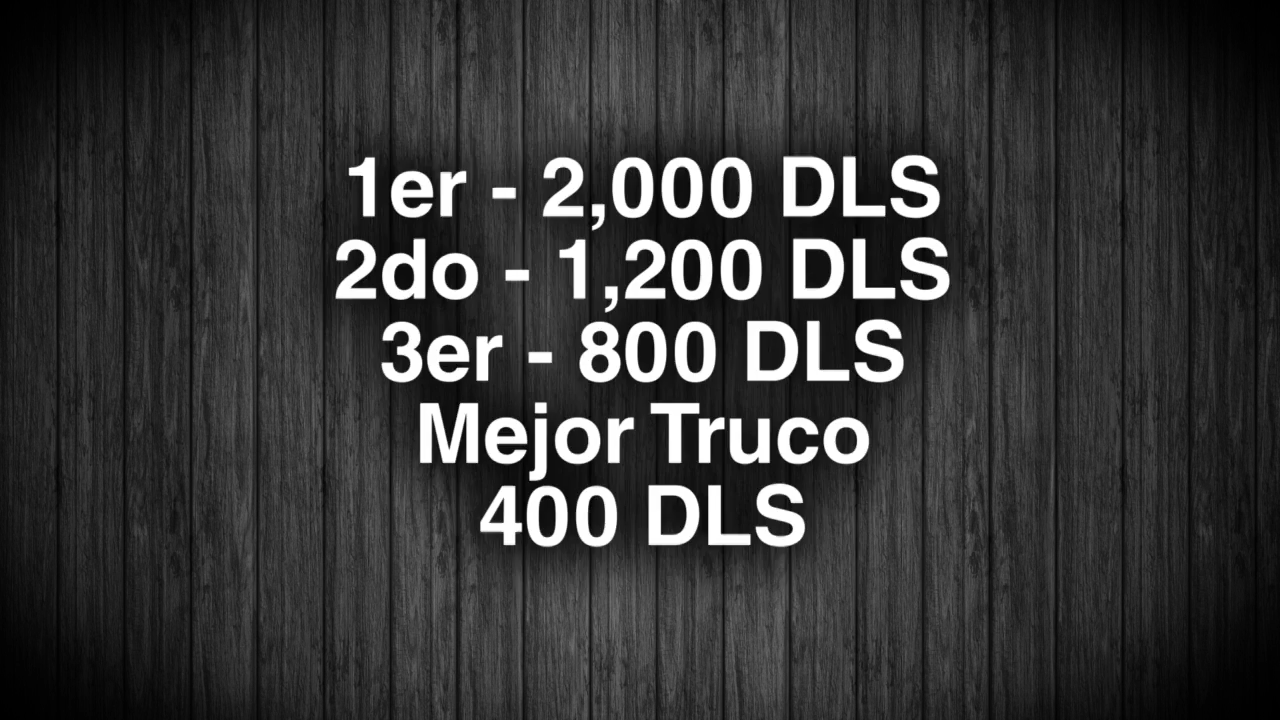 1er - 2,000 DLS
2do - 1,200 DLS
3er - 800 DLS
Mejor Truco
400 DLS